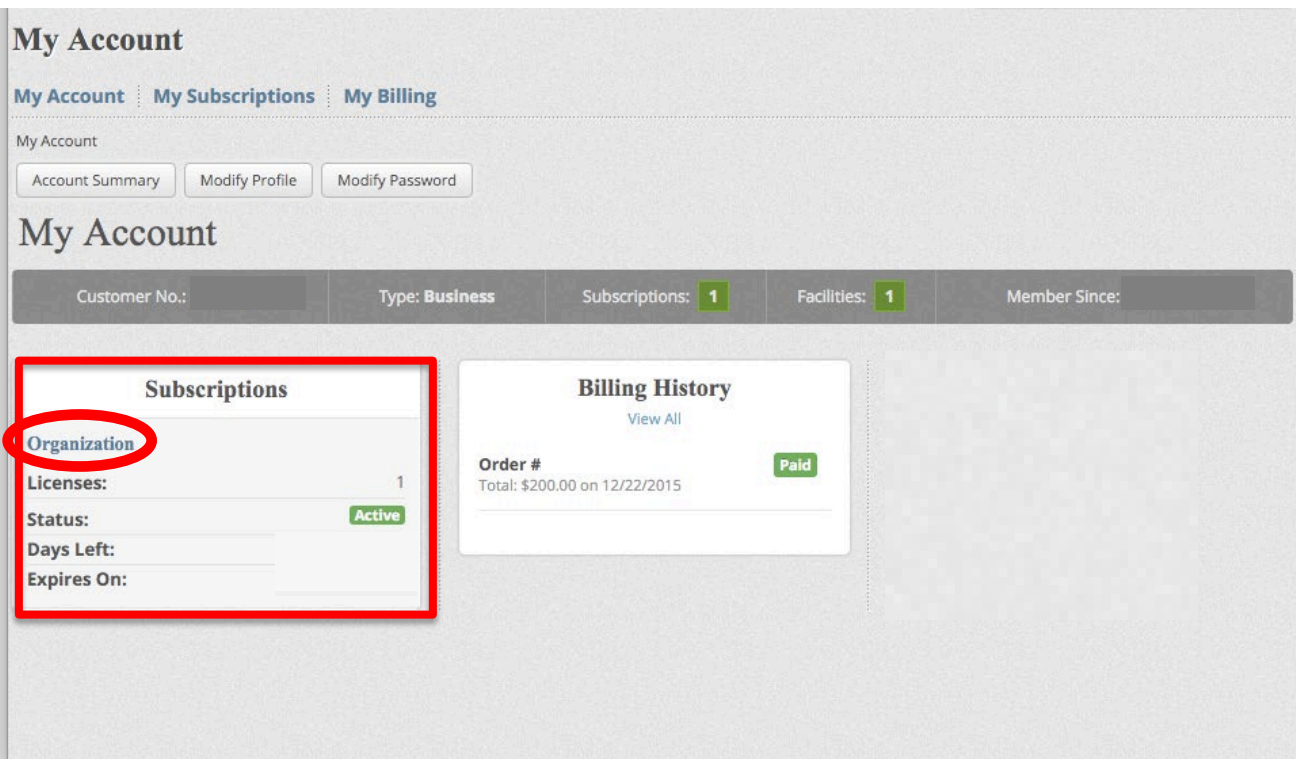 My Account
My Account My Subscriptions My Billing
My Account
Account Summary Modify Profile Modify Password
My Account
Customer No.: Type: Business Subscriptions: 1 Facilities: 1 Member Since:
Subscriptions
Organization
Licenses: 1
Status: Active
Days Left:
Expires On:
Billing History
View All
Order # Paid
Total: $200.00 on 12/22/2015